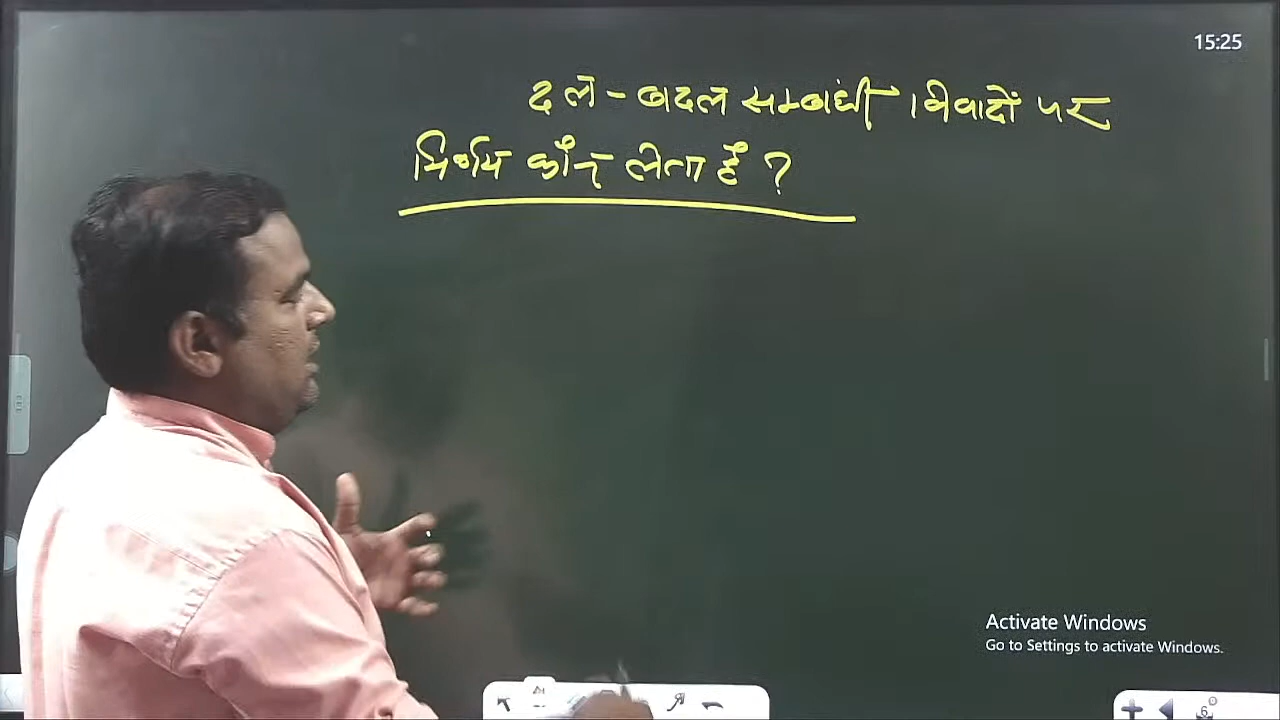 15:25
दल-बदल सम्बंधी विवादों पर
निर्णय कौन लेता है ?
Activate Windows
Go to Settings to activate Windows.